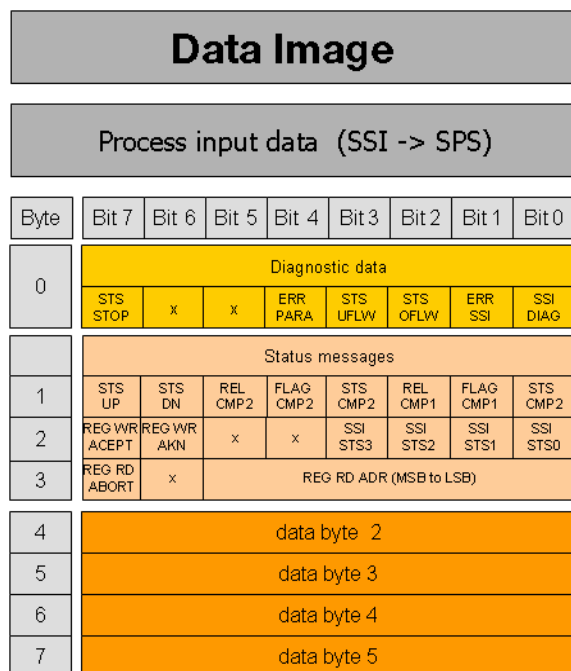 Data Image
Process input data (SSI -> SPS)
Byte Bit 7 Bit 6 Bit 5 Bit 4 Bit 3 Bit 2 Bit 1 Bit 0
0
Diagnostic data
STS STOP x x ERR PARA STS UFLW STS OFLW ERR SSI SSI DIAG
Status messages
1 STS UP STS DN REL CMP2 FLAG CMP2 STS CMP2 REL CMP1 FLAG CMP1 STS CMP2
2 REG WR ACEPT REG WR AKN x x SSI STS3 SSI STS2 SSI STS1 SSI STS0
3 REG RD ABORT x REG RD ADR (MSB to LSB)
4 data byte 2
5 data byte 3
6 data byte 4
7 data byte 5